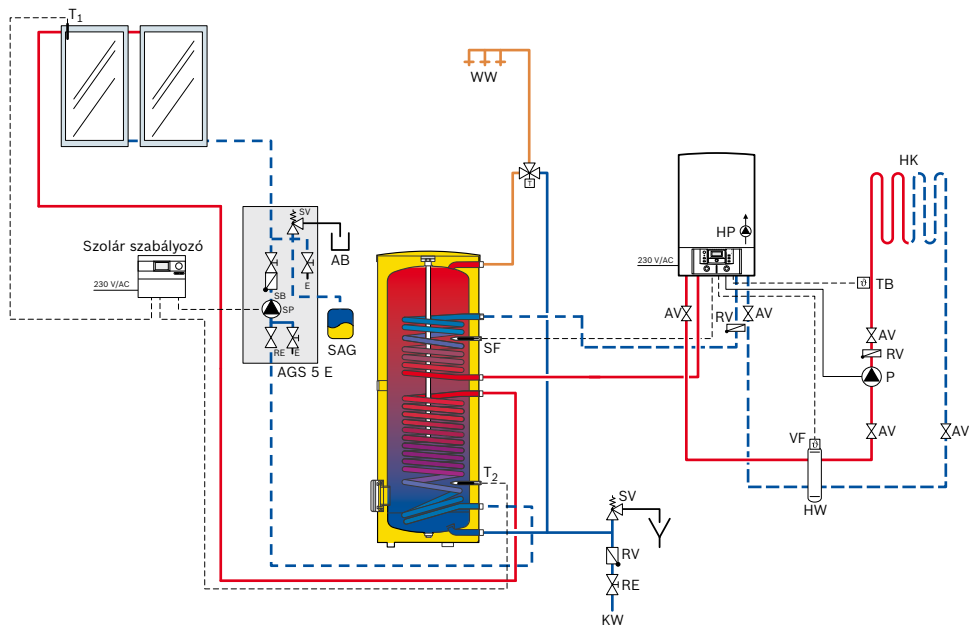 T1
WW
HK
SV
HP
AB
Szolár szabályozó
230 V/AC
E
230 V/AC
TB
SB
SP
AV
RV
AV
AV
SAG
SF
RV
RE
E
P
AGS 5 E
VF
AV
AV
T2
SV
HW
RV
RE
KW
T
ϑ
ϑ